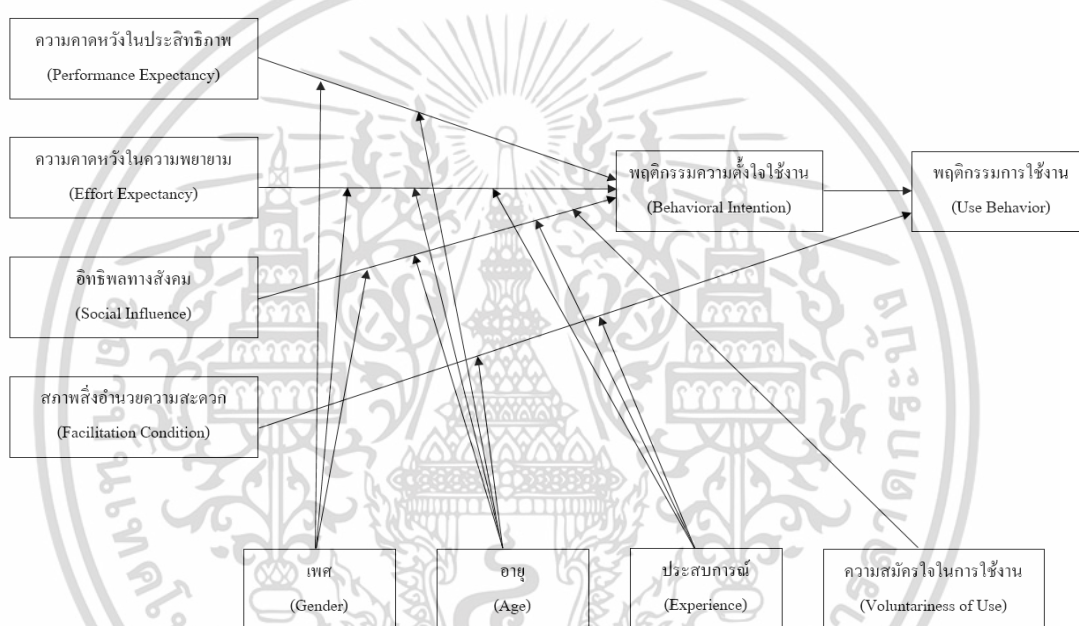 ความคาดหวังในประสิทธิภาพ
(Performance Expectancy)
ความคาดหวังในความพยายาม
(Effort Expectancy)
พฤติกรรมความตั้งใจใช้งาน
(Behavioral Intention)
พฤติกรรมการใช้งาน
(Use Behavior)
อิทธิพลทางสังคม
(Social Influence)
สภาพสิ่งอำนวยความสะดวก
(Facilitation Condition)
เพศ
(Gender)
อายุ
(Age)
ประสบการณ์
(Experience)
ความสมัครใจในการใช้งาน
(Voluntariness of Use)